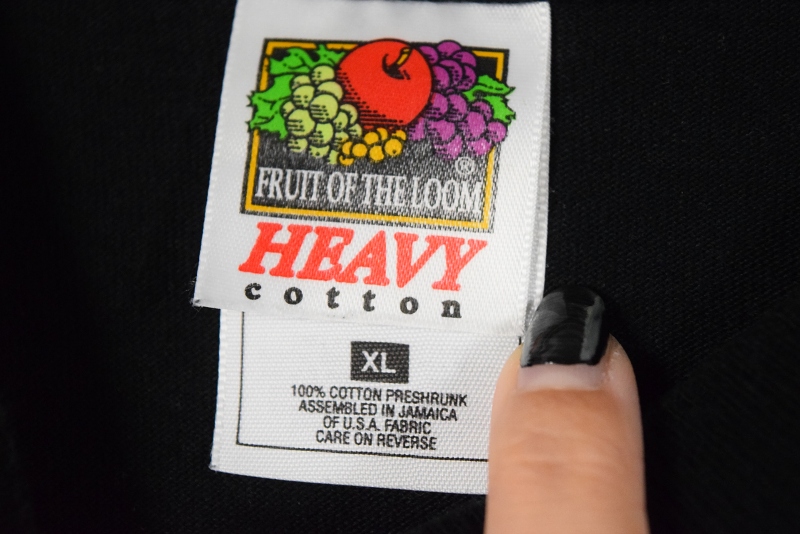 ®
FRUIT OF THE LOOM
HEAVY
cotton
XL
100% COTTON PRESHRUNK
ASSEMBLED IN JAMAICA
OF U.S.A. FABRIC
CARE ON REVERSE